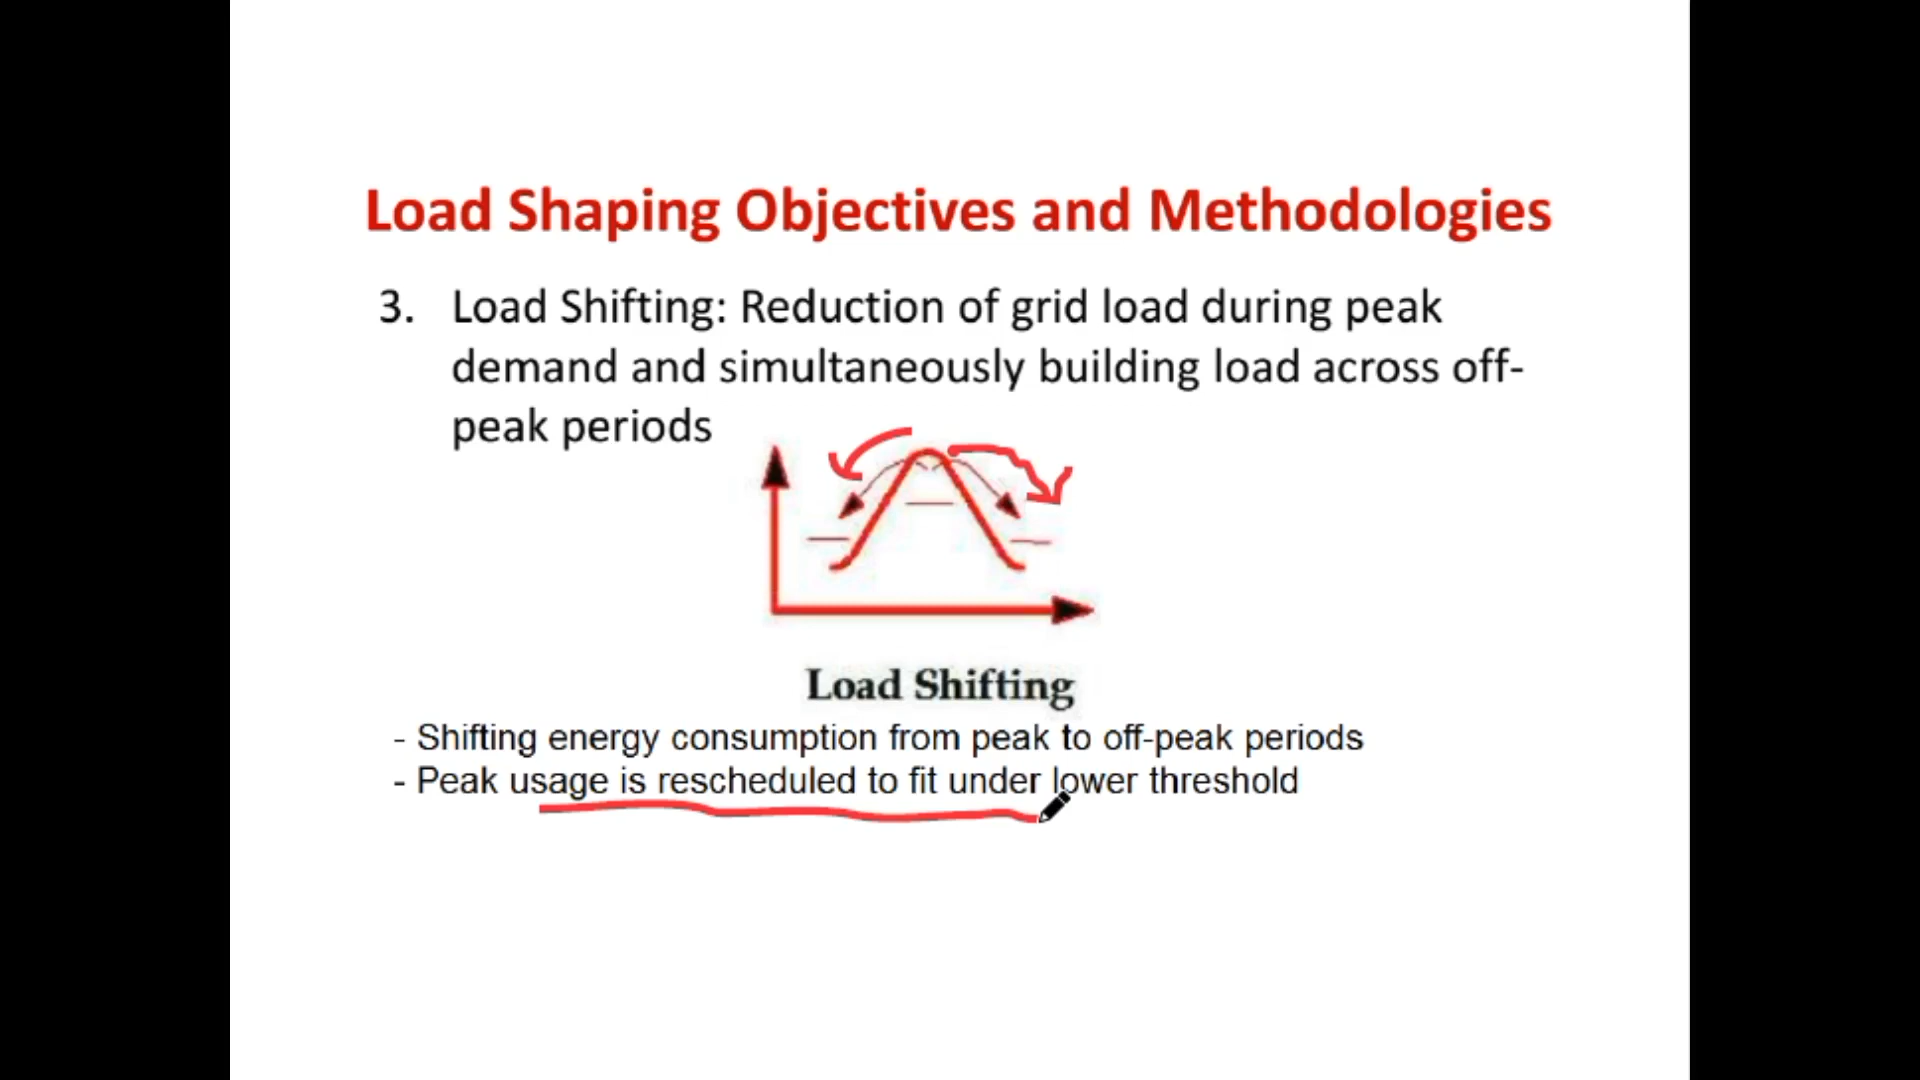 Load Shaping Objectives and Methodologies
3. Load Shifting: Reduction of grid load during peak
demand and simultaneously building load across off-
peak periods
Load Shifting
- Shifting energy consumption from peak to off-peak periods
- Peak usage is rescheduled to fit under lower threshold